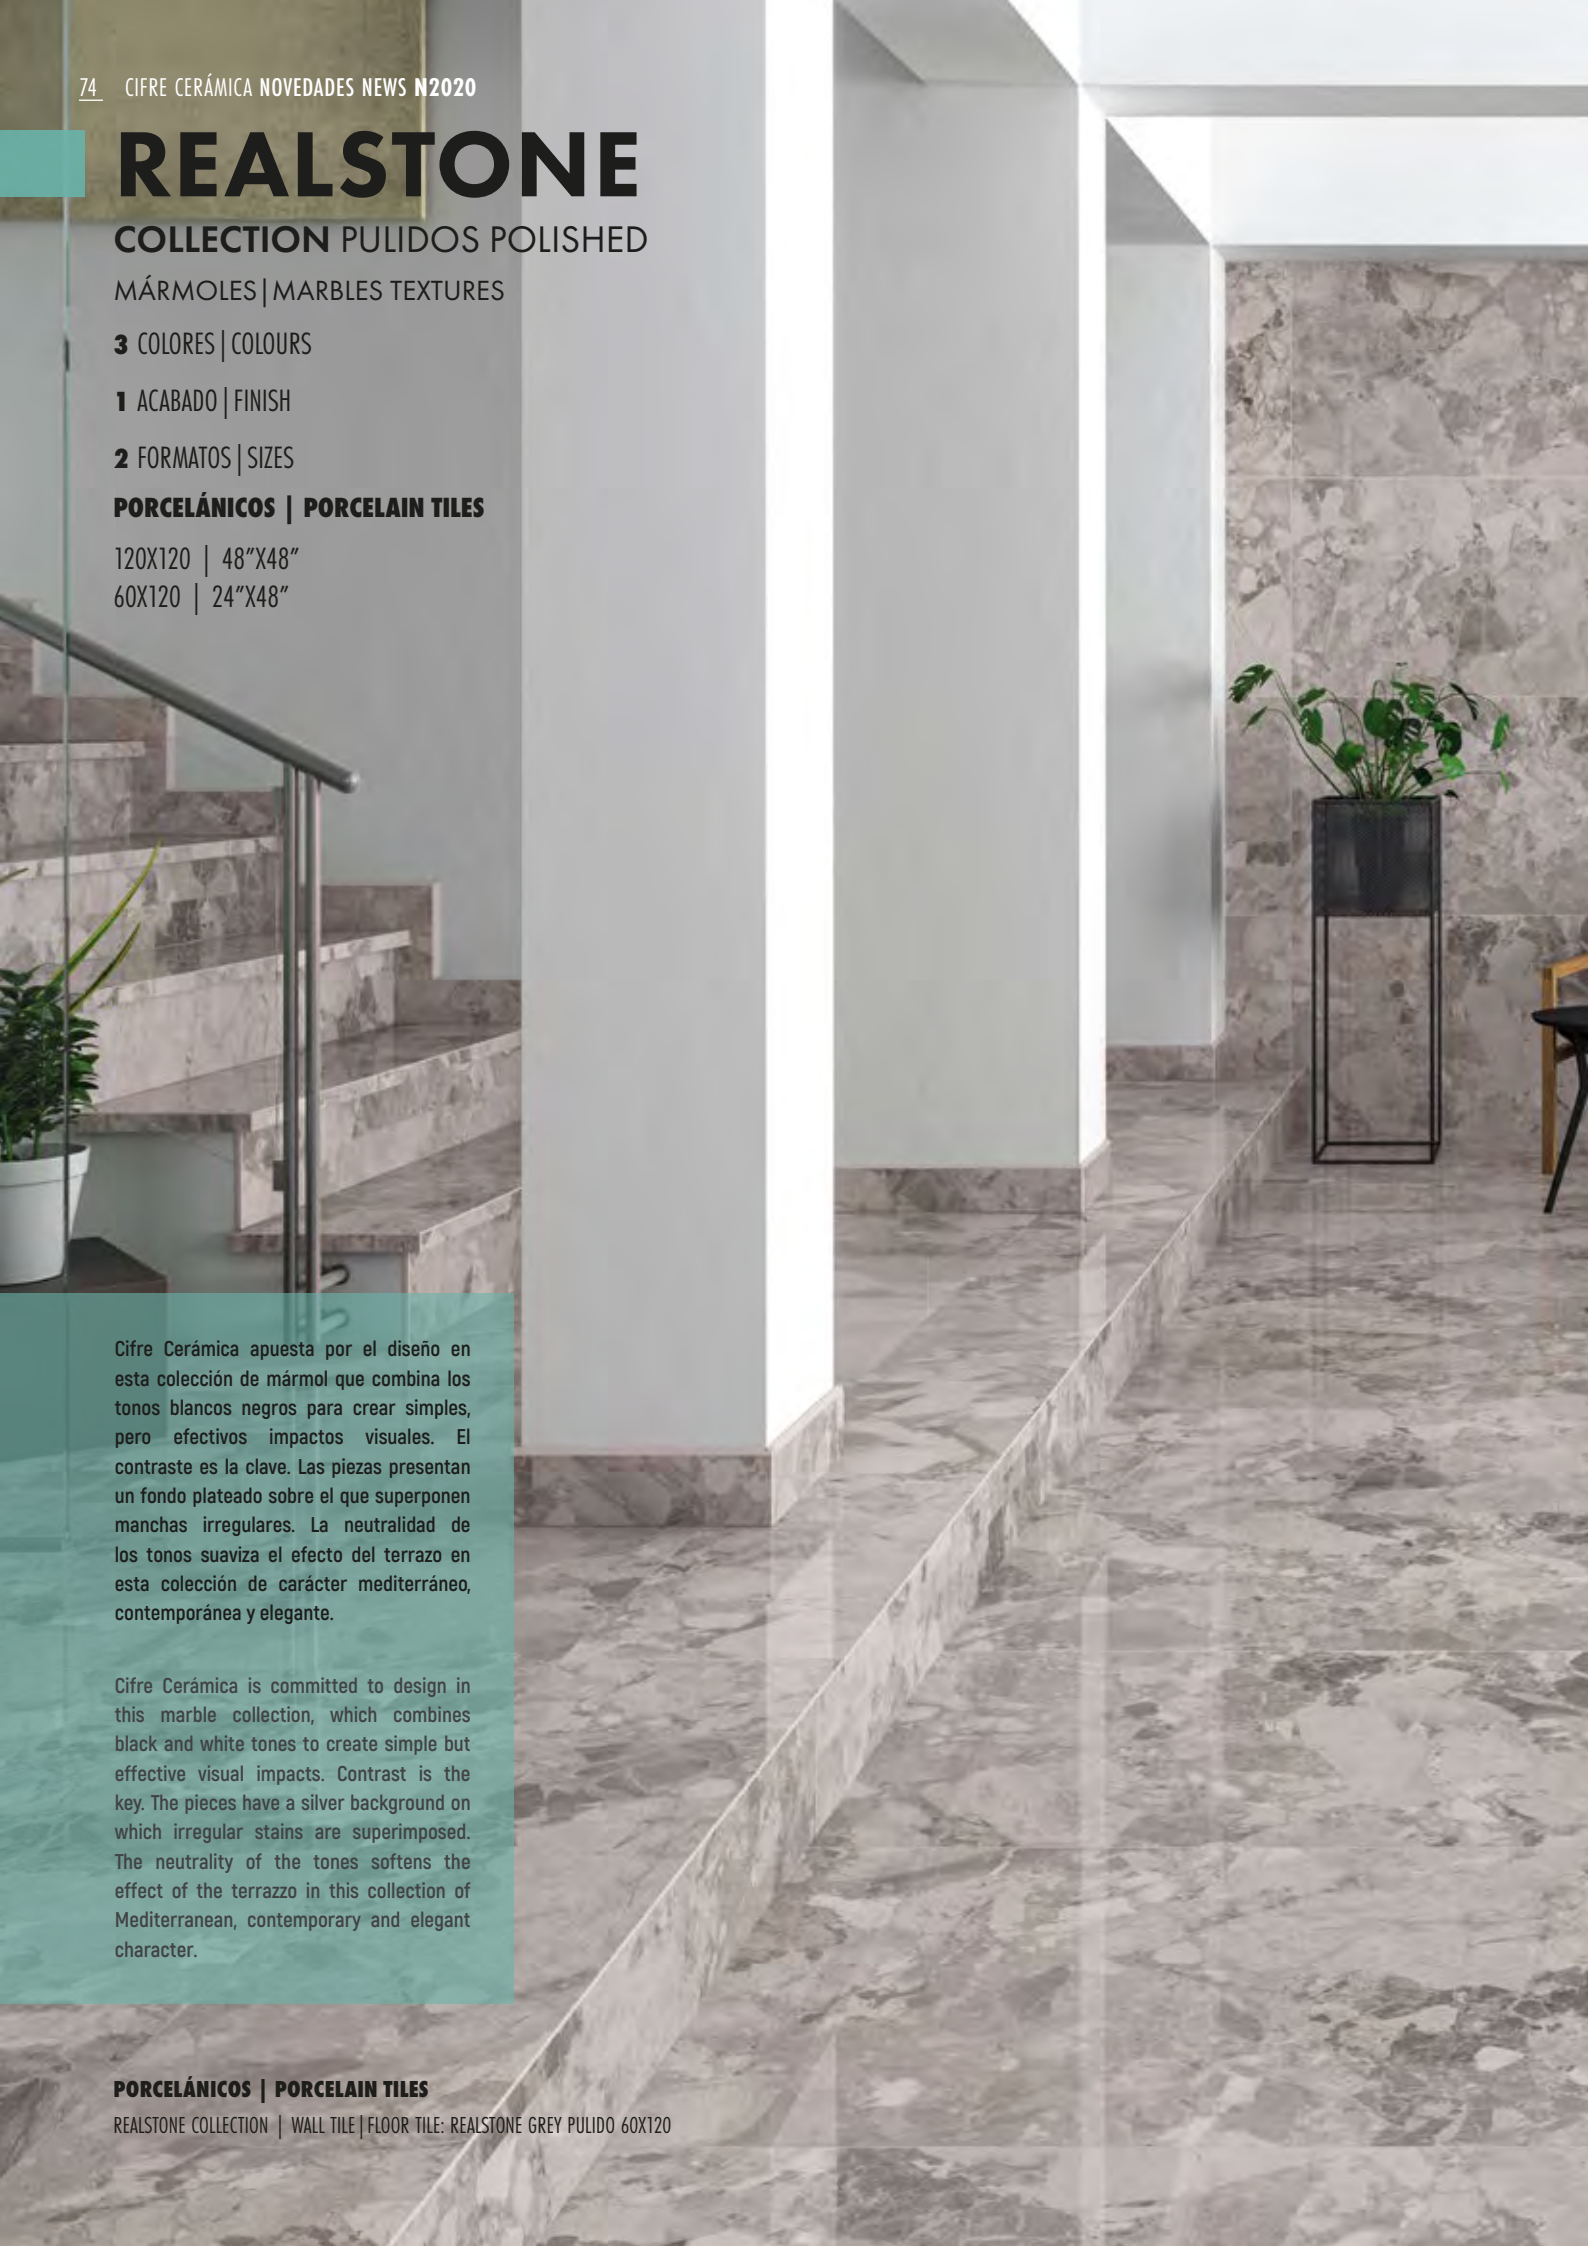 74 CIFRE CERÁMICA NOVEDADES NEWS N2020
REALSTONE
COLLECTION PULIDOS POLISHED
MÁRMOLES|MARBLES TEXTURES
3 COLORES|COLOURS
1 ACABADO|FINISH
2 FORMATOS|SIZES
PORCELÁNICOS | PORCELAIN TILES
120X120 | 48”X48”
60X120 | 24”X48”
Cifre Cerámica apuesta por el diseño en
esta colección de mármol que combina los
tonos blancos negros para crear simples,
pero efectivos impactos visuales. El
contraste es la clave. Las piezas presentan
un fondo plateado sobre el que superponen
manchas irregulares. La neutralidad de
los tonos suaviza el efecto del terrazo en
esta colección de carácter mediterráneo,
contemporánea y elegante.
Cifre Cerámica is committed to design in
this marble collection, which combines
black and white tones to create simple but
effective visual impacts. Contrast is the
key. The pieces have a silver background on
which irregular stains are superimposed.
The neutrality of the tones softens the
effect of the terrazzo in this collection of
Mediterranean, contemporary and elegant
character.
PORCELÁNICOS | PORCELAIN TILES
REALSTONE COLLECTION | WALL TILE|FLOOR TILE: REALSTONE GREY PULIDO 60X120